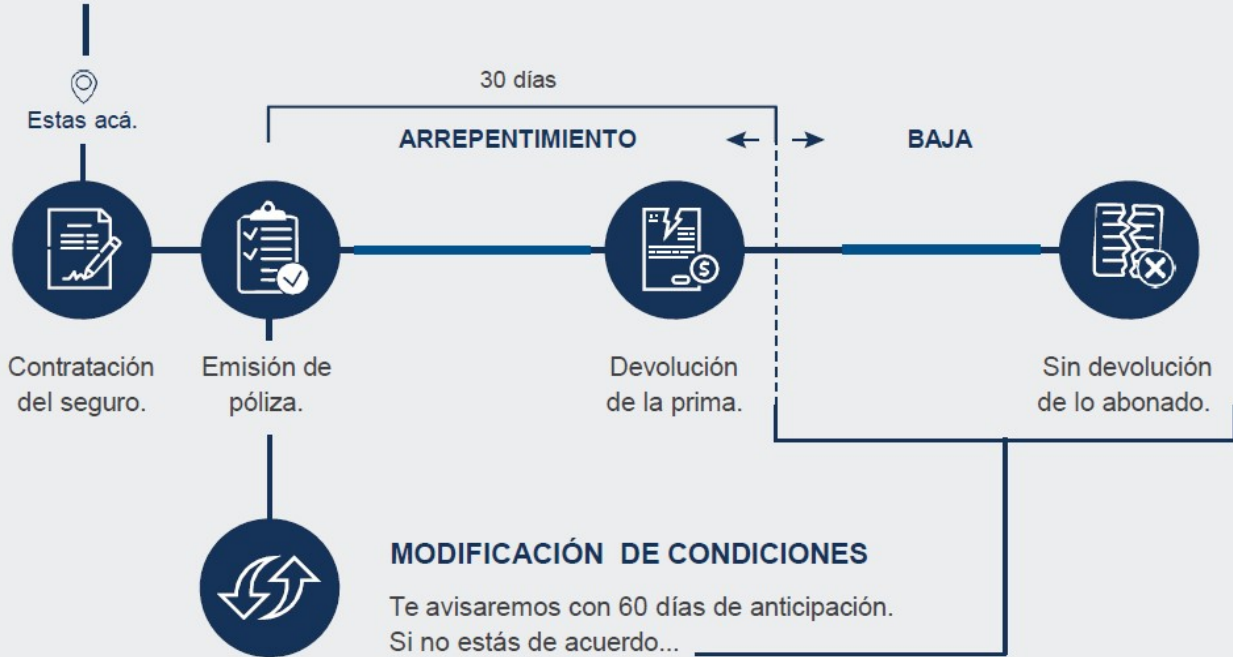 Estas acá.
30 días
ARREPENTIMIENTO
BAJA
Contratación
del seguro.
Emisión de
póliza.
Devolución
de la prima.
Sin devolución
de lo abonado.
MODIFICACIÓN DE CONDICIONES
Te avisaremos con 60 días de anticipación.
Si no estás de acuerdo...